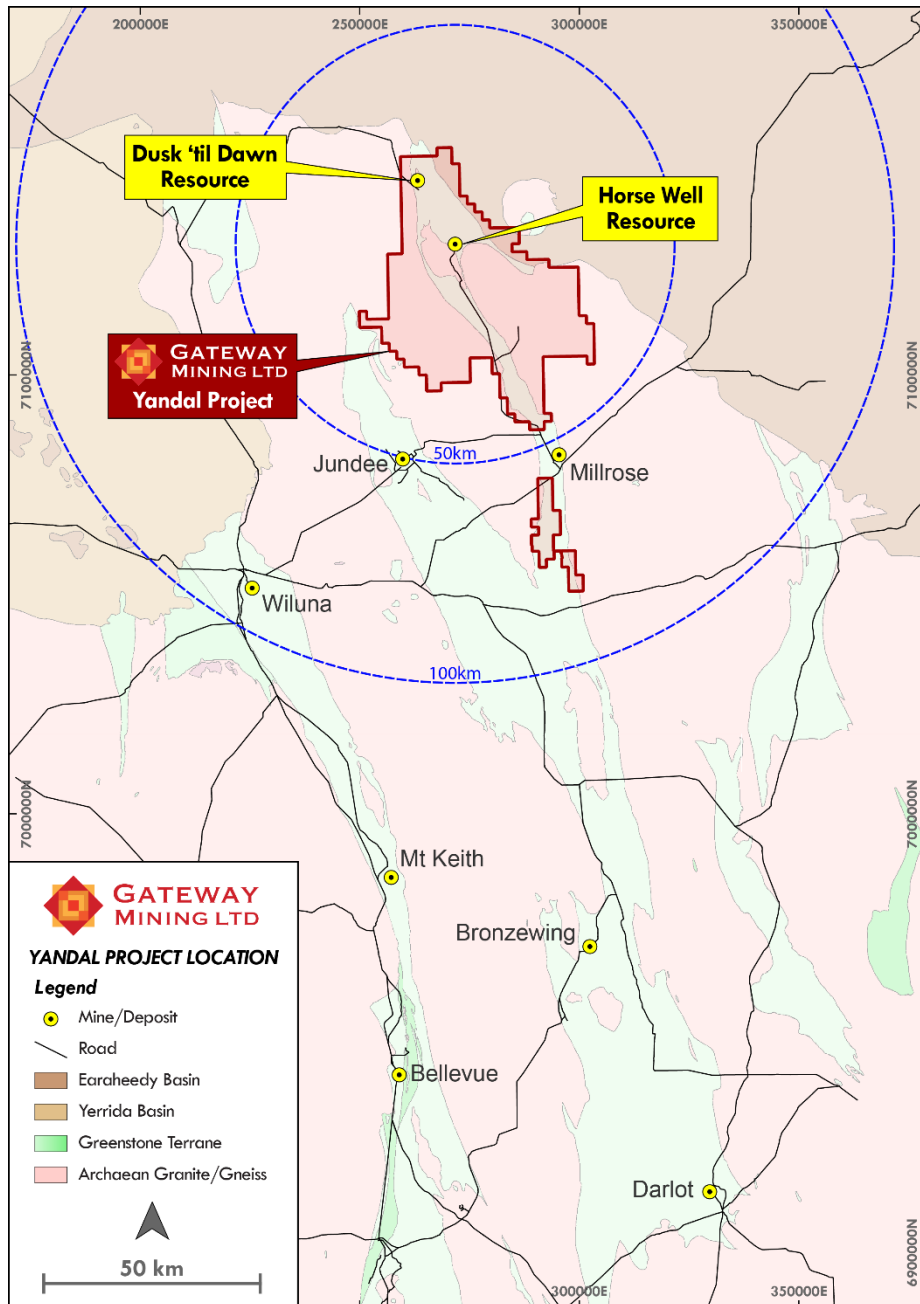 200000E 250000E 300000E 350000E
Dusk ‘til Dawn
Resource
Horse Well
Resource
GATEWAY
MINING LTD
Yandal Project
7100000N
7100000N
Jundee
50km
Millrose
Wiluna
100km
7000000N
7000000N
Mt Keith
Bronzewing
Bellevue
Darlot
GATEWAY
MINING LTD
YANDAL PROJECT LOCATION
Legend
Mine/Deposit
Road
Earaheedy Basin
Yerrida Basin
Greenstone Terrane
Archaean Granite/Gneiss
50 km
6900000N
300000E 350000E